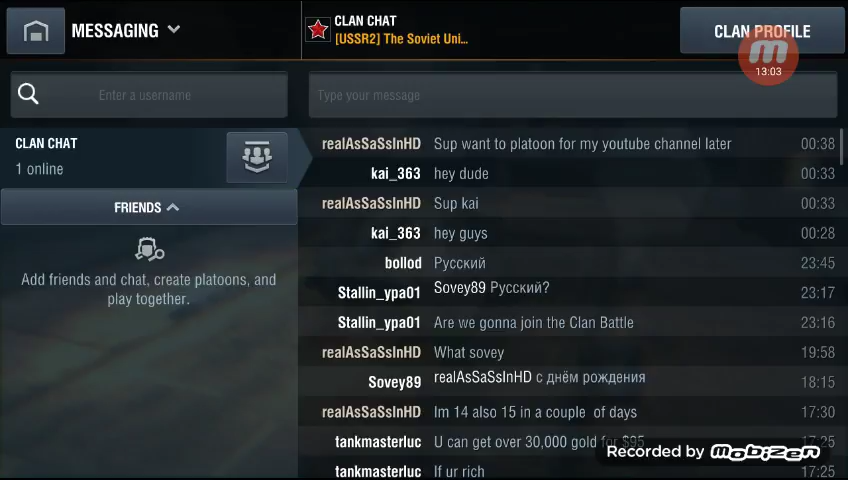 MESSAGING
CLAN CHAT
[USSR2] The Soviet Uni...
CLAN PROFILE
13:03
Enter a username
Type your message
CLAN CHAT
1 online
FRIENDS
Add friends and chat, create platoons, and
play together.
realAsSaSsInHD Sup want to platoon for my youtube channel later 00:38
kai_363 hey dude 00:33
realAsSaSsInHD Sup kai 00:33
kai_363 hey guys 00:28
bollod Русский 23:45
Stallin_ypa01 Sovey89 Русский? 23:17
Stallin_ypa01 Are we gonna join the Clan Battle 23:16
realAsSaSsInHD What sovey 19:58
Sovey89 realAsSaSsInHD с днём рождения 18:15
realAsSaSsInHD Im 14 also 15 in a couple of days 17:30
tankmasterluc U can get over 30,000 gold for $95 17:25
tankmasterluc If ur rich 17:25
Recorded by mobizen